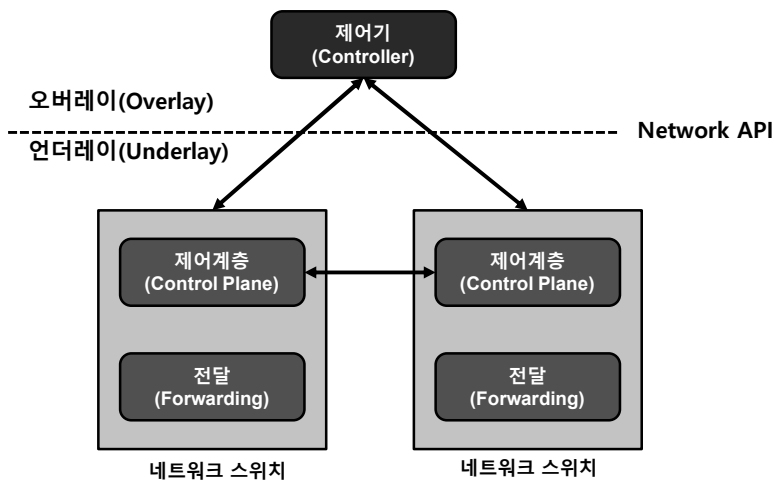 제어기
(Controller)
오버레이(Overlay)
Network API
언더레이(Underlay)
제어계층
(Control Plane)
제어계층
(Control Plane)
전달
(Forwarding)
전달
(Forwarding)
네트워크 스위치
네트워크 스위치